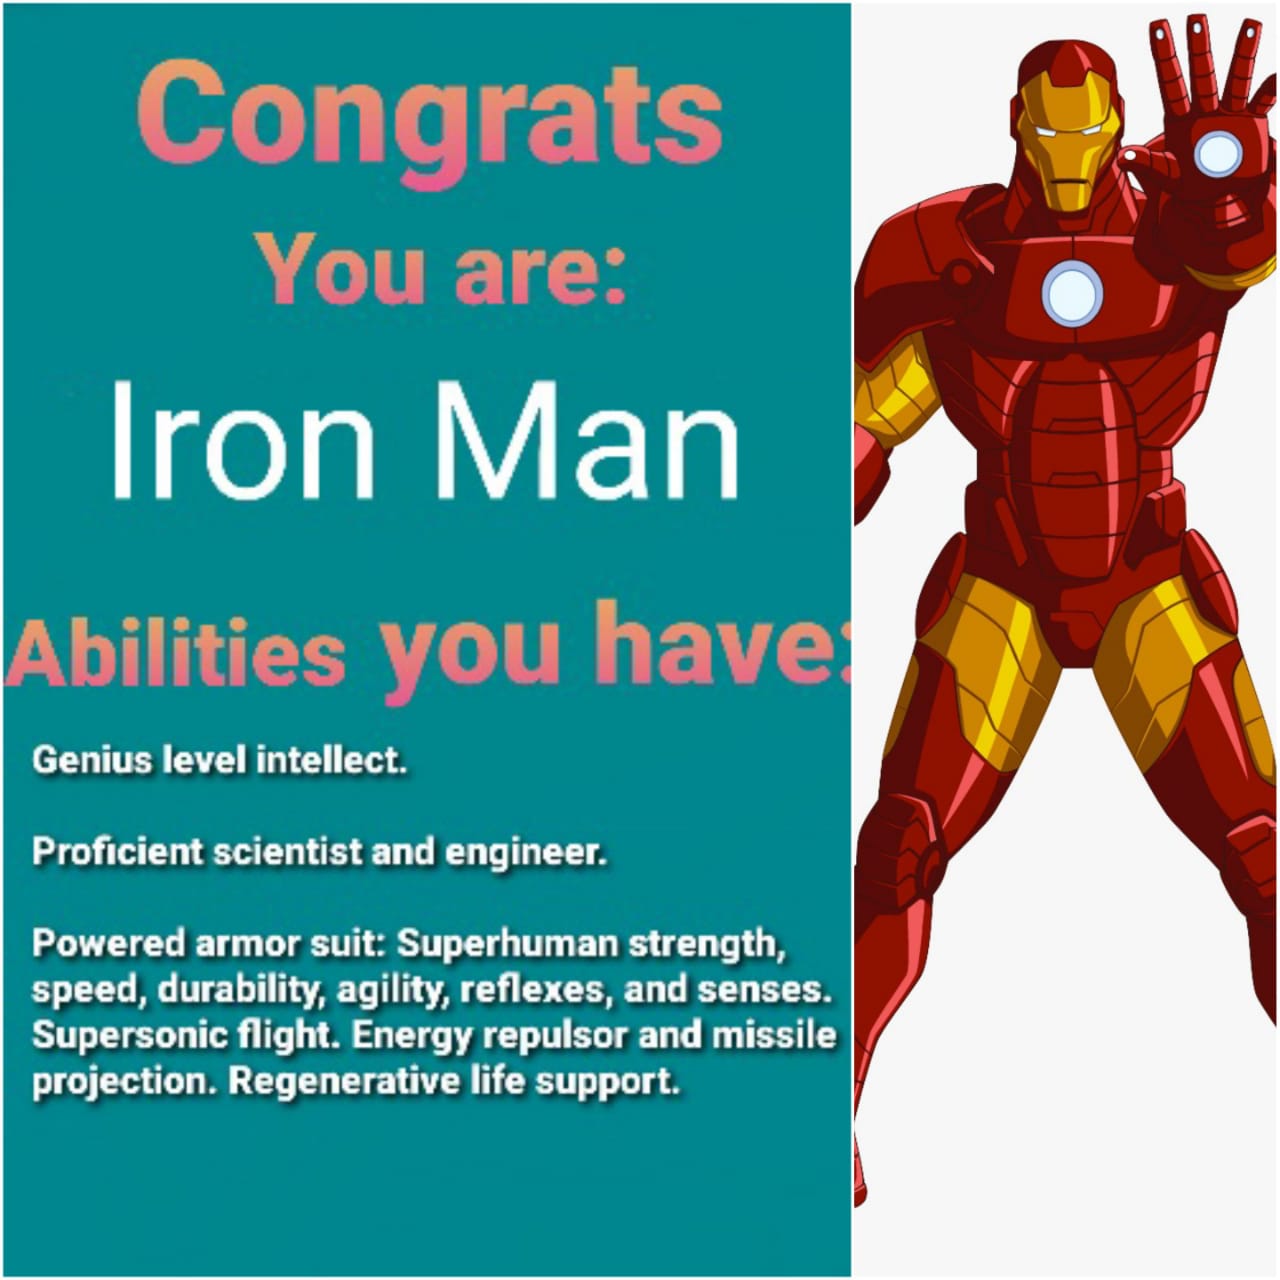 Congrats
You are:
Iron Man
Abilities you have:
Genius level intellect.
Proficient scientist and engineer.
Powered armor suit: Superhuman strength,
speed, durability, agility, reflexes, and senses.
Supersonic flight. Energy repulsor and missile
projection. Regenerative life support.